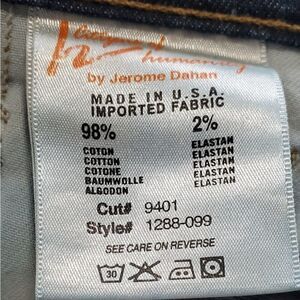 humanity
by Jerome Dahan
MADE IN U.S.A.
IMPORTED FABRIC
98% 2%
COTON ELASTAN
COTTON ELASTAN
COTONE ELASTAN
BAUMWOLLE ELASTAN
ALGODON ELASTAN
Cut# 9401
Style# 1288-099
SEE CARE ON REVERSE
30